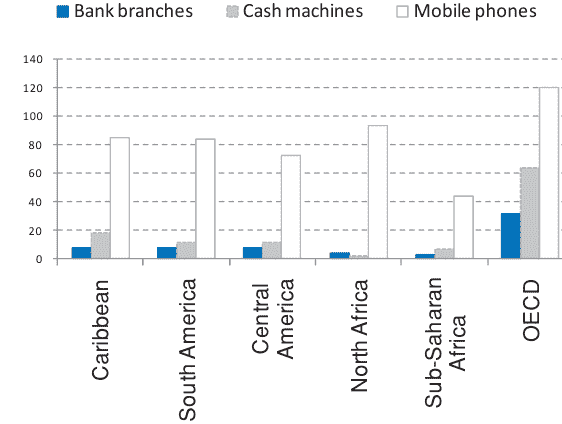 Bank branches Cash machines Mobile phones
140
120
100
80
60
40
20
0
Caribbean
South America
Central
America
North Africa
Sub-Saharan
Africa
OECD